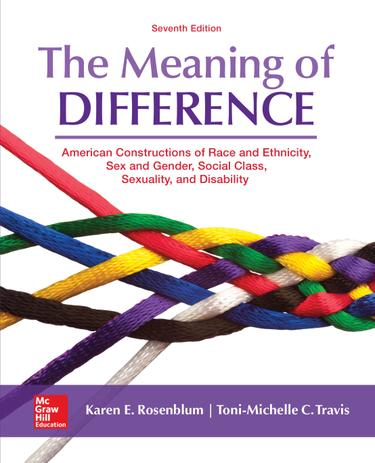 Seventh Edition
The Meaning of
DIFFERENCE
American Constructions of Race and Ethnicity,
Sex and Gender, Social Class,
Sexuality, and Disability
Mc
Graw
Hill
Education
Karen E. Rosenblum | Toni-Michelle C. Travis